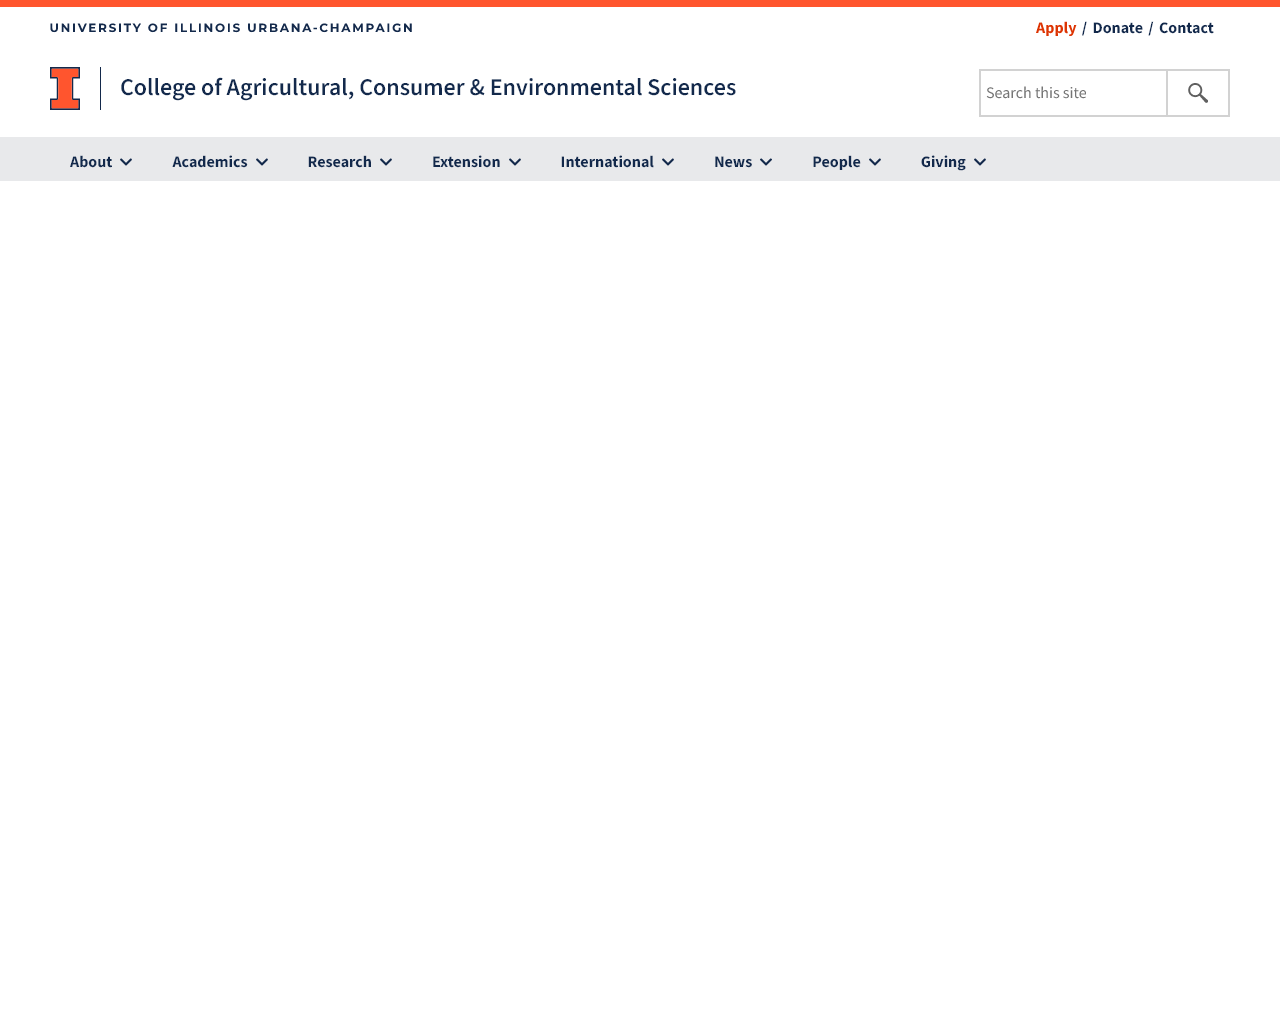 UNIVERSITY OF ILLINOIS URBANA-CHAMPAIGN
Apply / Donate / Contact
College of Agricultural, Consumer & Environmental Sciences
Search this site
About Academics Research Extension International News People Giving